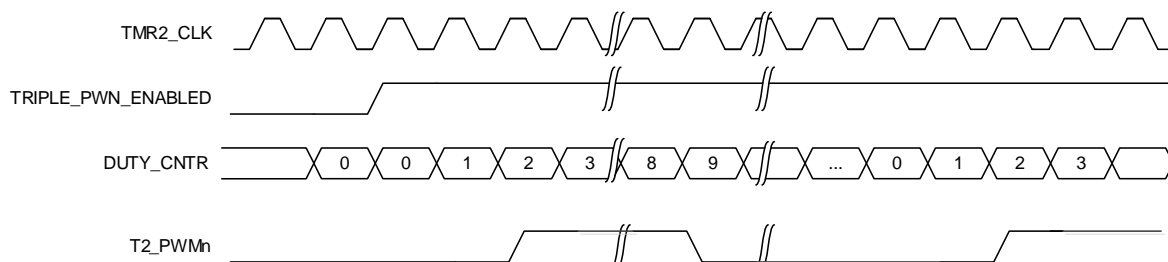 TMR2_CLK
TRIPLE_PWN_ENABLED
DUTY_CNTR 0 0 1 2 3 8 9 ... 0 1 2 3
T2_PWMn